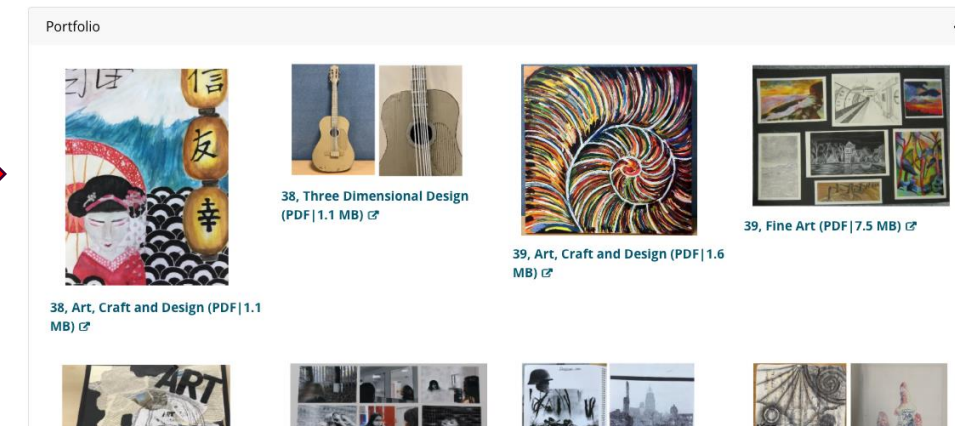 Portfolio
信
友
幸
38, Three Dimensional Design
(PDF|1.1 MB)
39, Fine Art (PDF|7.5 MB)
39, Art, Craft and Design (PDF|1.6
MB)
38, Art, Craft and Design (PDF|1.1
MB)
ART